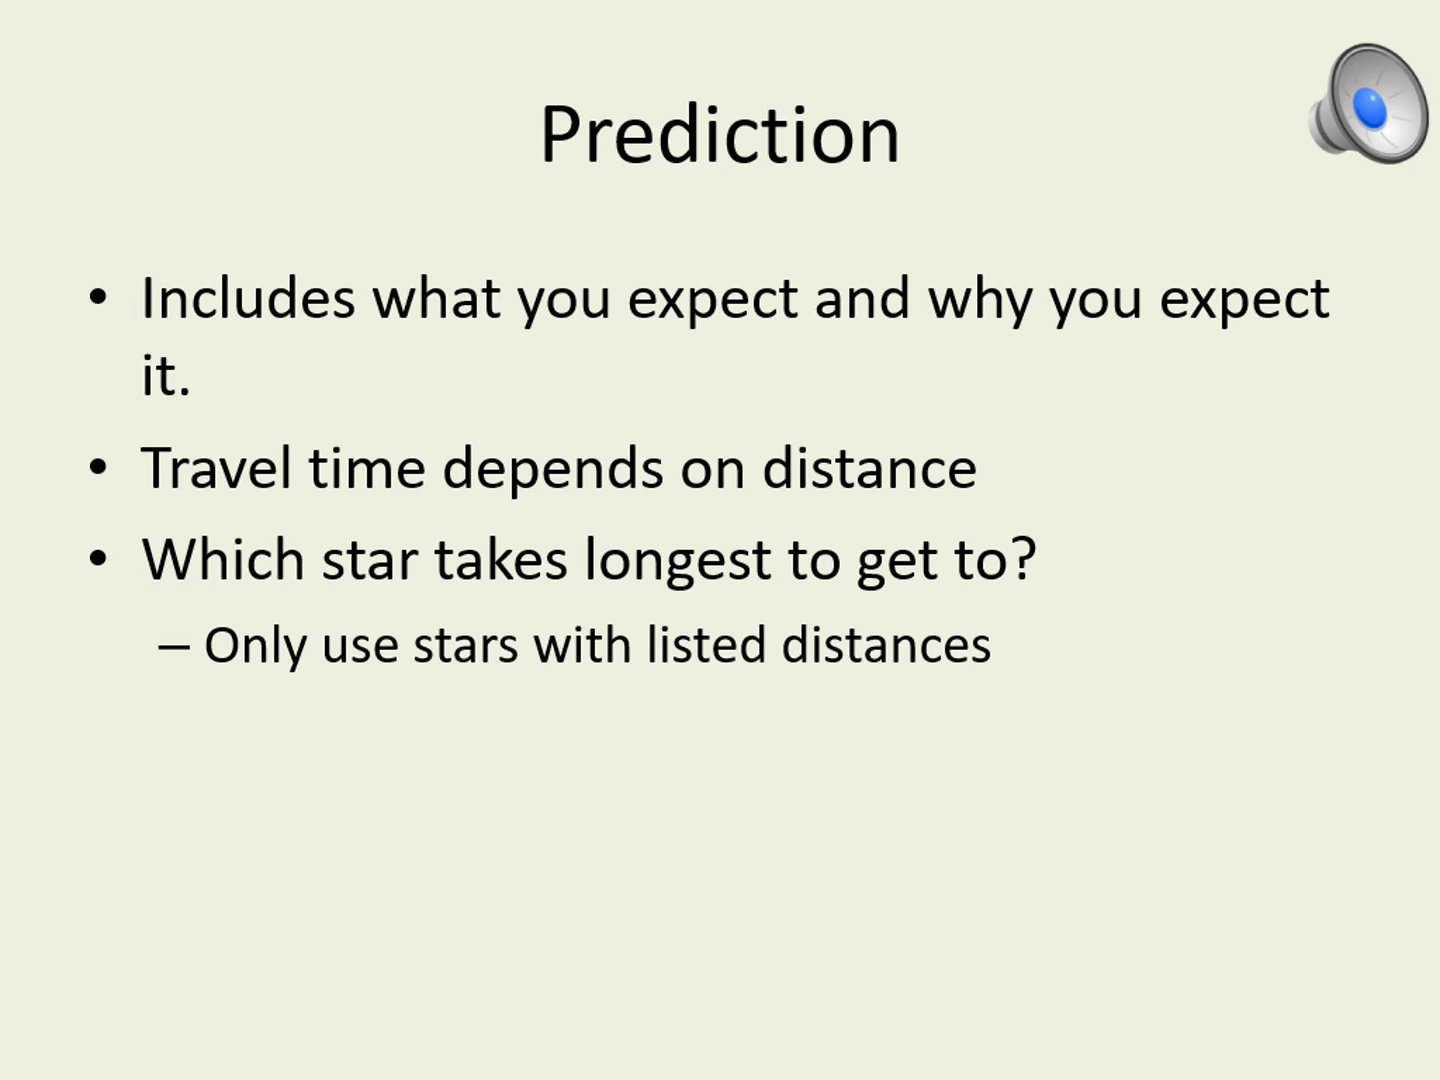 Prediction
• Includes what you expect and why you expect
it.
• Travel time depends on distance
• Which star takes longest to get to?
– Only use stars with listed distances